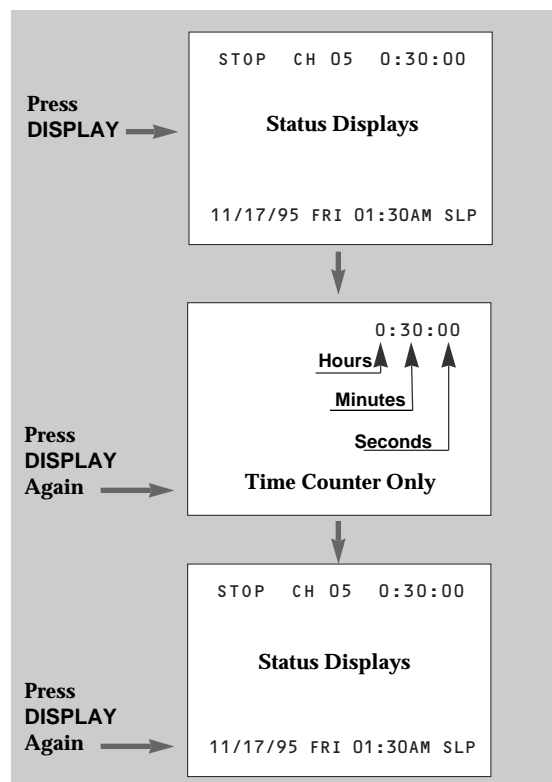 STOP CH 05 0:30:00
Press
DISPLAY
Status Displays
11/17/95 FRI 01:30AM SLP
0:30:00
Hours
Minutes
Seconds
Press
DISPLAY
Again
Time Counter Only
STOP CH 05 0:30:00
Status Displays
Press
DISPLAY
Again
11/17/95 FRI 01:30AM SLP